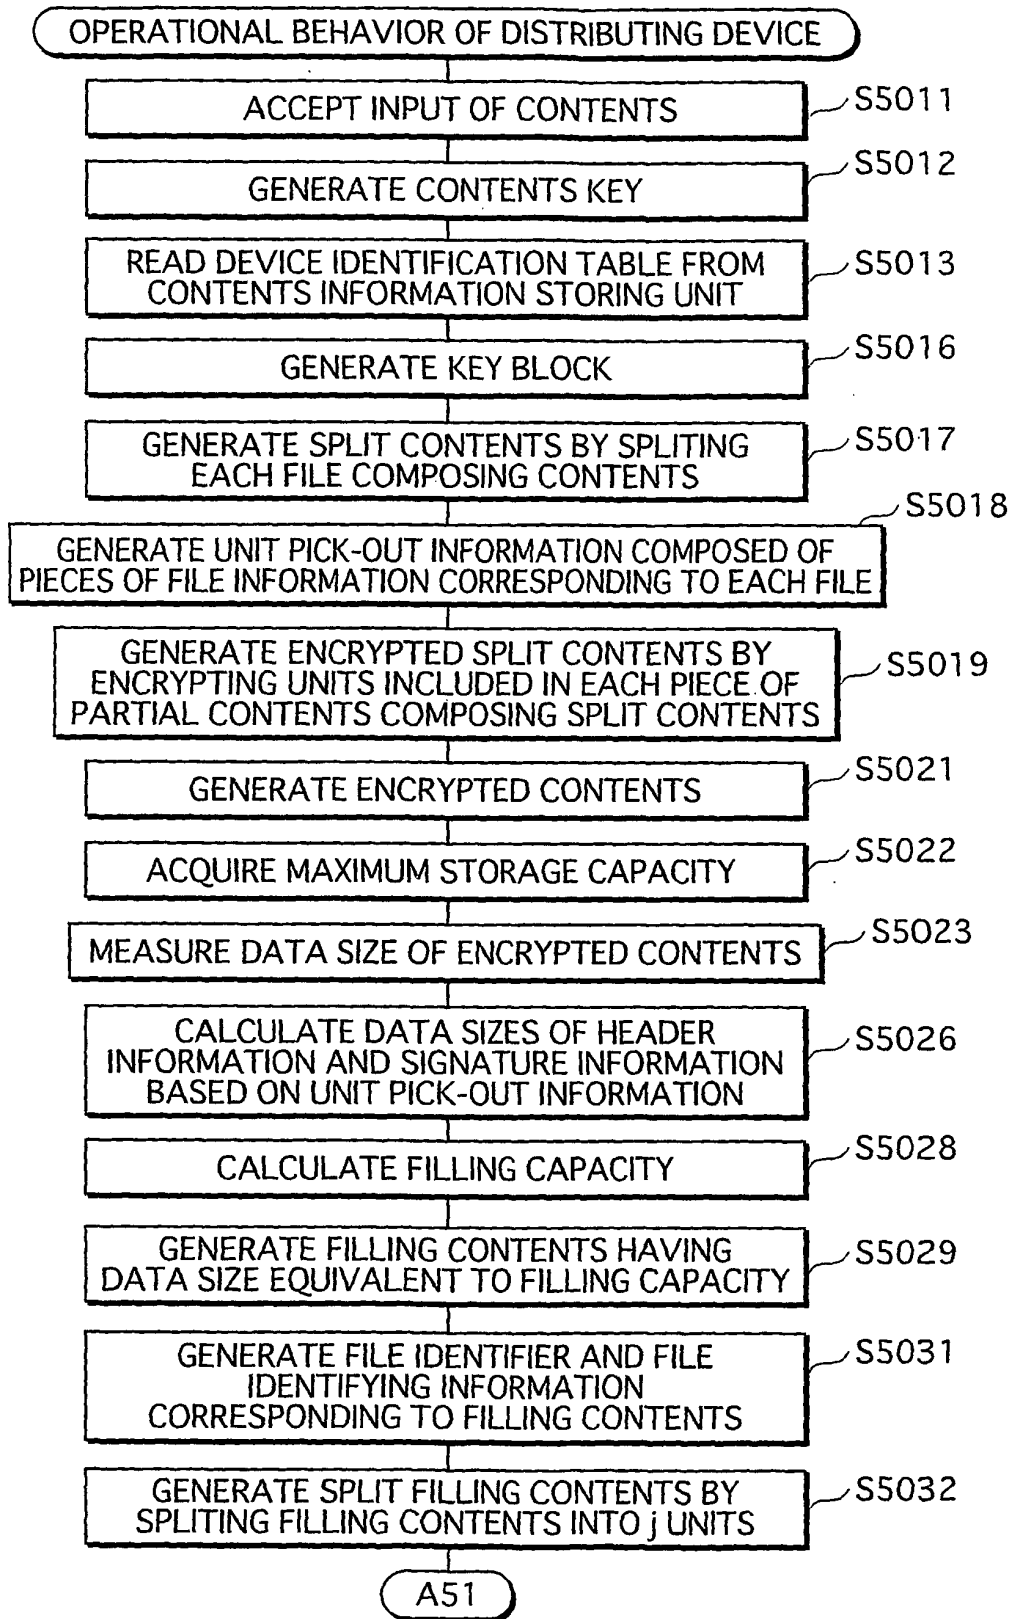 OPERATIONAL BEHAVIOR OF DISTRIBUTING DEVICE
ACCEPT INPUT OF CONTENTS
S5011
GENERATE CONTENTS KEY
S5012
READ DEVICE IDENTIFICATION TABLE FROM
CONTENTS INFORMATION STORING UNIT
S5013
GENERATE KEY BLOCK
S5016
GENERATE SPLIT CONTENTS BY SPLITING
EACH FILE COMPOSING CONTENTS
S5017
GENERATE UNIT PICK-OUT INFORMATION COMPOSED OF
PIECES OF FILE INFORMATION CORRESPONDING TO EACH FILE
S5018
GENERATE ENCRYPTED SPLIT CONTENTS BY
ENCRYPTING UNITS INCLUDED IN EACH PIECE OF
PARTIAL CONTENTS COMPOSING SPLIT CONTENTS
S5019
GENERATE ENCRYPTED CONTENTS
S5021
ACQUIRE MAXIMUM STORAGE CAPACITY
S5022
MEASURE DATA SIZE OF ENCRYPTED CONTENTS
S5023
CALCULATE DATA SIZES OF HEADER
INFORMATION AND SIGNATURE INFORMATION
BASED ON UNIT PICK-OUT INFORMATION
S5026
CALCULATE FILLING CAPACITY
S5028
GENERATE FILLING CONTENTS HAVING
DATA SIZE EQUIVALENT TO FILLING CAPACITY
S5029
GENERATE FILE IDENTIFIER AND FILE
IDENTIFYING INFORMATION
CORRESPONDING TO FILLING CONTENTS
S5031
GENERATE SPLIT FILLING CONTENTS BY
SPLITING FILLING CONTENTS INTO j UNITS
S5032
A51